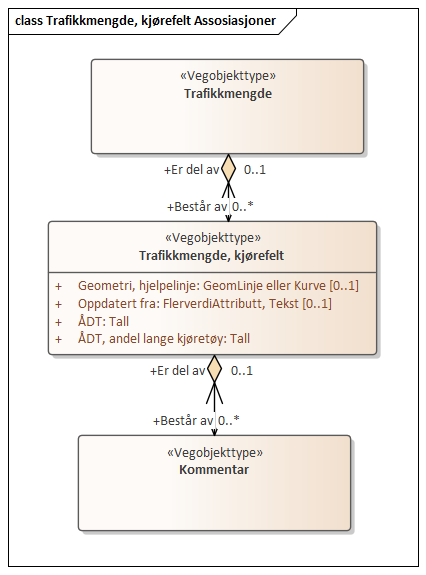 class Trafikkmengde, kjørefelt Assosiasjoner
«Vegobjekttype»
Trafikkmengde
+Er del av 0..1
+Består av 0..*
«Vegobjekttype»
Trafikkmengde, kjørefelt
+ Geometri, hjelpelinje: GeomLinje eller Kurve [0..1]
+ Oppdatert fra: FlerverdiAttributt, Tekst [0..1]
+ ÅDT: Tall
+ ÅDT, andel lange kjøretøy: Tall
+Er del av 0..1
+Består av 0..*
«Vegobjekttype»
Kommentar